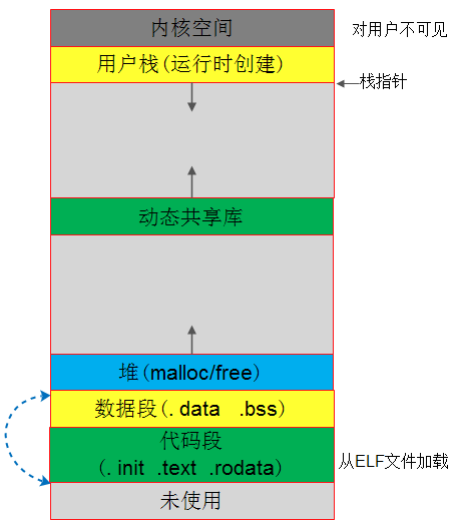 内核空间
对用户不可见
用户栈(运行时创建)
栈指针
动态共享库
堆(malloc/free)
数据段(. data .bss)
代码段
(. init .text .rodata)
从ELF文件加载
未使用